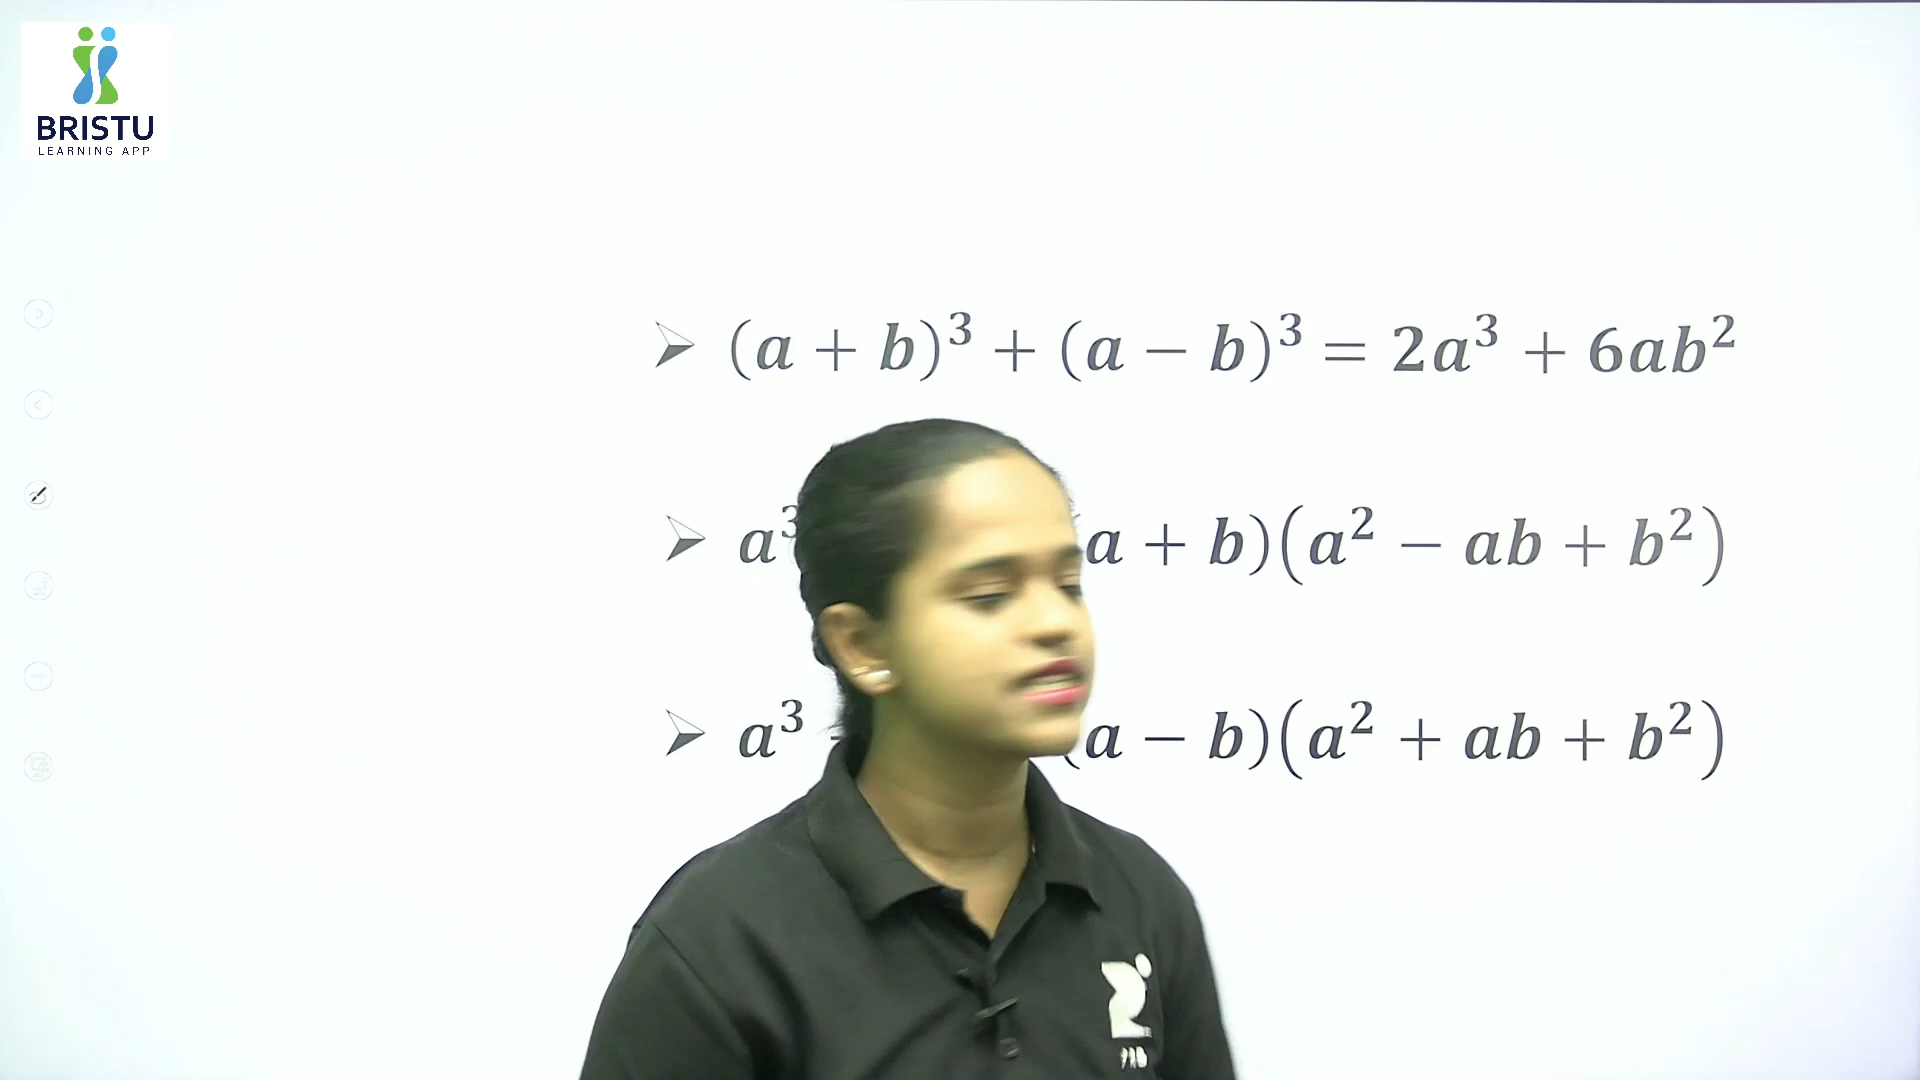 BRISTU
LEARNING APP
(a + b)³ + (a − b)³ = 2a³ + 6ab²
a³ a + b)(a² − ab + b²)
a³ (a − b)(a² + ab + b²)